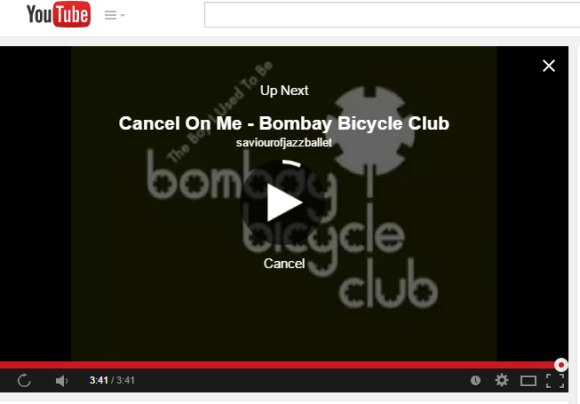 YouTube
Up Next
Cancel On Me - Bombay Bicycle Club
saviourofjazzballet
The Boy I Used To Be
bombay
bicycle
club
Cancel
3:41 / 3:41